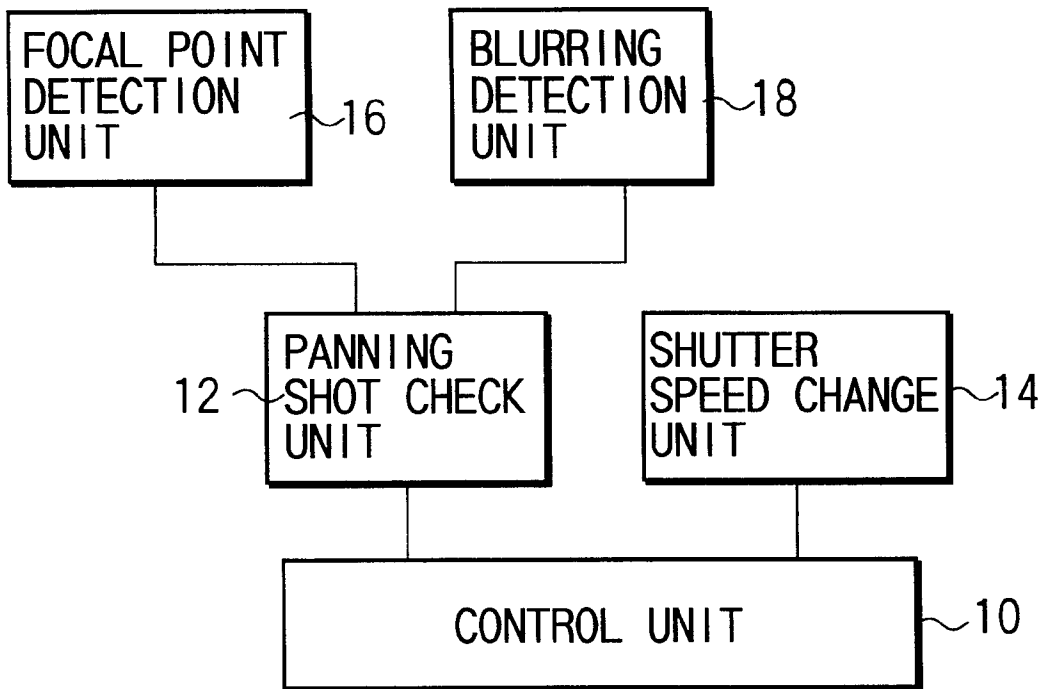 FOCAL POINT
DETECTION
UNIT
16
BLURRING
DETECTION
UNIT
18
12
PANNING
SHOT CHECK
UNIT
SHUTTER
SPEED CHANGE
UNIT
14
CONTROL UNIT
10